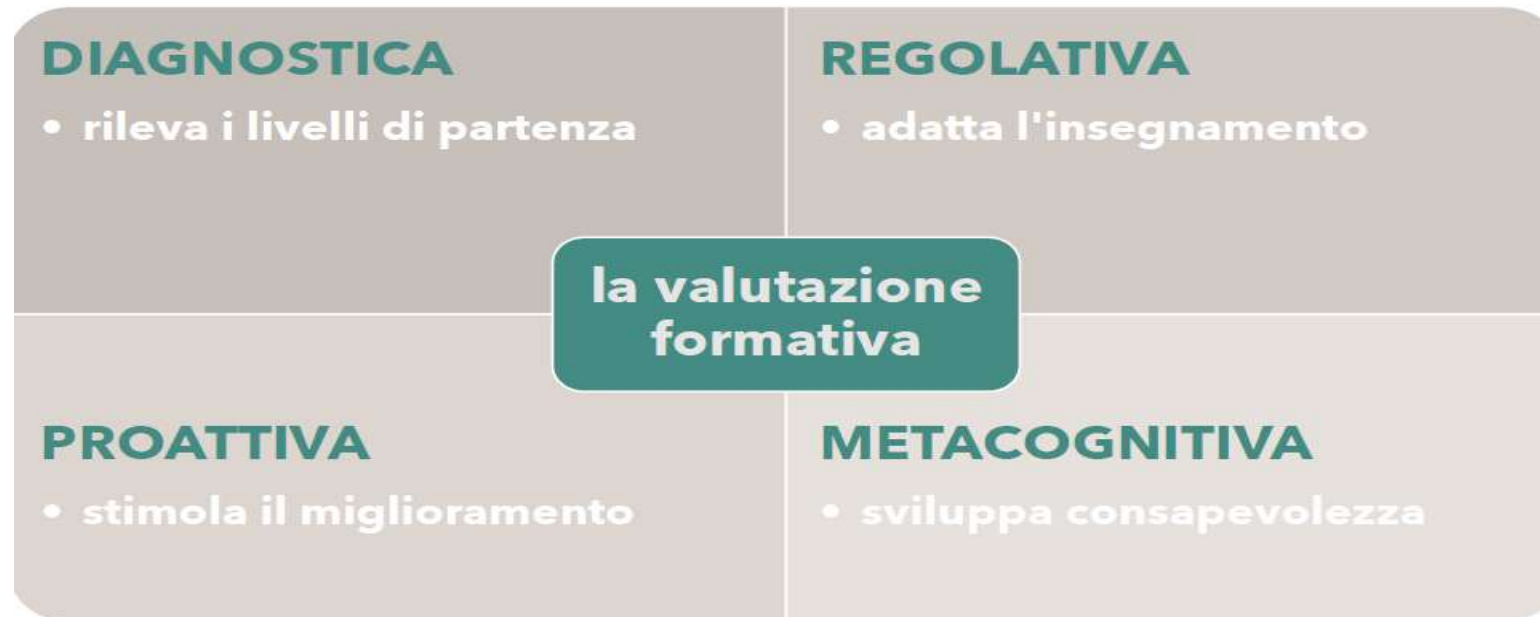 DIAGNOSTICA
• rileva i livelli di partenza
REGOLATIVA
• adatta l'insegnamento
la valutazione
formativa
PROATTIVA
• stimola il miglioramento
METACOGNITIVA
• sviluppa consapevolezza